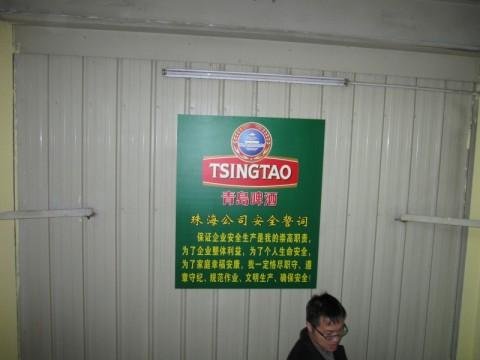 TSINGTAO
青岛啤酒
珠海公司安全誓词
保证企业安全生产是我的崇高职责,
为了企业整体利益, 为了个人生命安全,
为了家庭幸福安康, 我一定恪尽职守、遵
章守纪、规范作业、文明生产、确保安全!